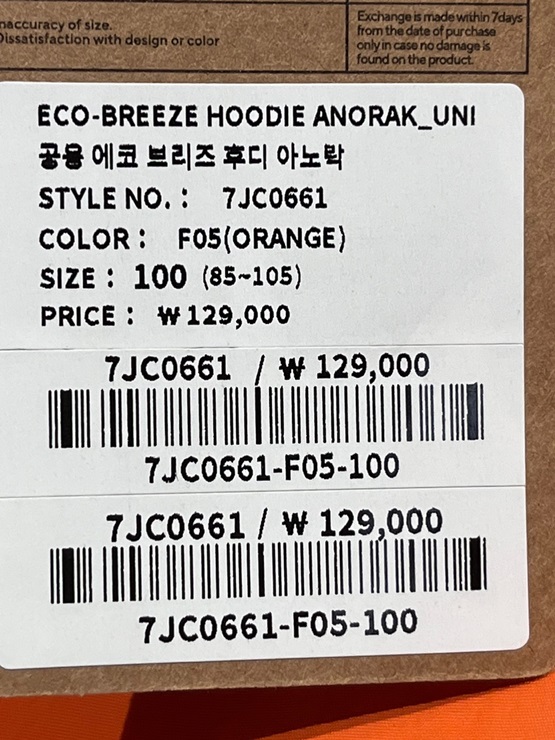 naccuracy of size.
Dissatisfaction with design or color
Exchange is made within 7days
from the date of purchase
only in case no damage is
found on the product.
ECO-BREEZE HOODIE ANORAK_UNI
공용 에코 브리즈 후디 아노락
STYLE NO. : 7JC0661
COLOR : F05(ORANGE)
SIZE : 100 (85~105)
PRICE : ₩129,000
7JC0661 / ₩ 129,000
7JC0661-F05-100
7JC0661 / ₩ 129,000
7JC0661-F05-100